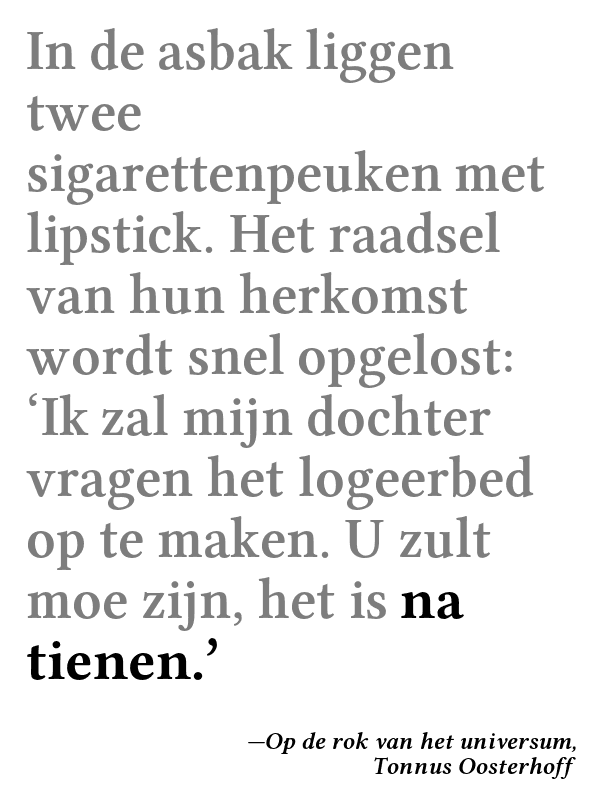 In de asbak liggen
twee
sigarettenpeuken met
lipstick. Het raadsel
van hun herkomst
wordt snel opgelost:
‘Ik zal mijn dochter
vragen het logeerbed
op te maken. U zult
moe zijn, het is na
tienen.’
—Op de rok van het universum,
Tonnus Oosterhoff